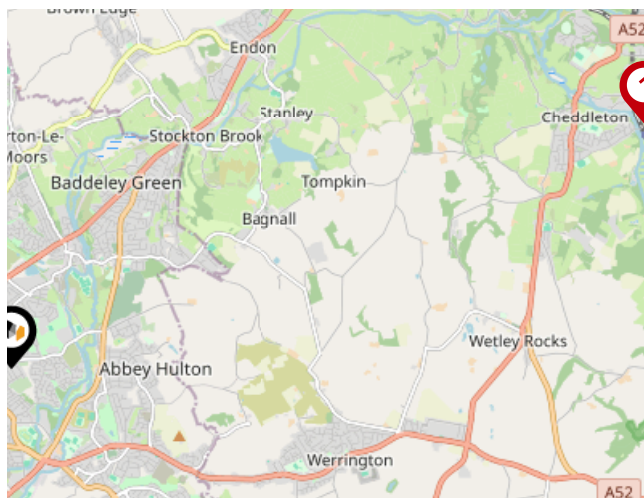 Brown Edge
A52
Endon
Stanley
Cheddleton
Stockton Brook
rton-Le-
Moors
Baddeley Green
Tompkin
Bagnall
Wetley Rocks
Abbey Hulton
Werrington
A52